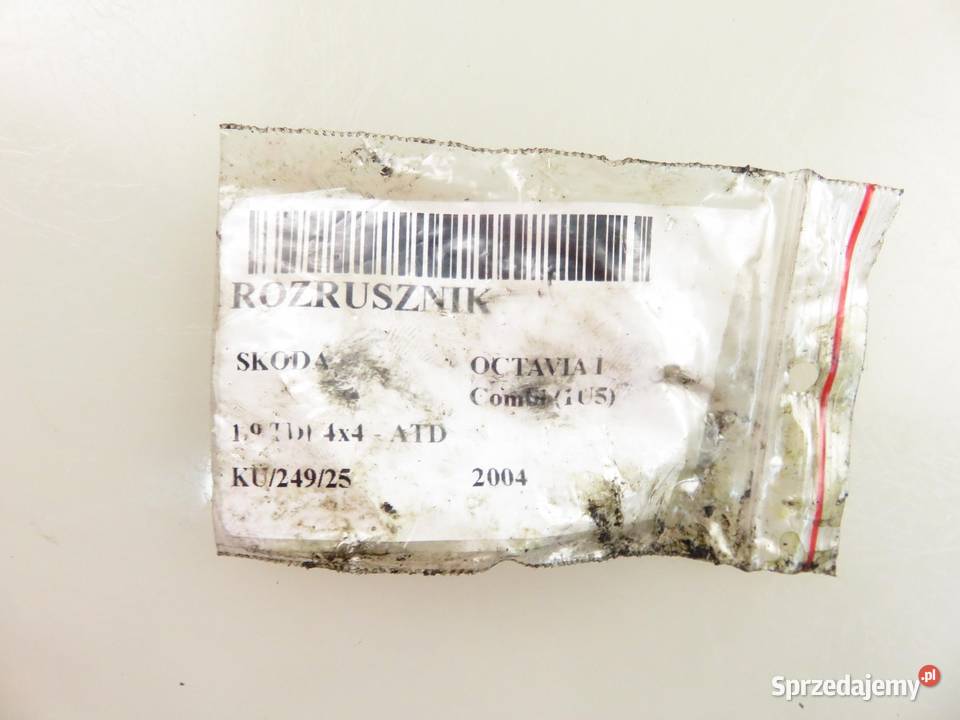 ROZRUSZNIK
SKODA OCTAVIA I
Combi (1U5)
1.9 TDI 4x4 - ATD
KU/249/25 2004
Sprzedajemy.pl